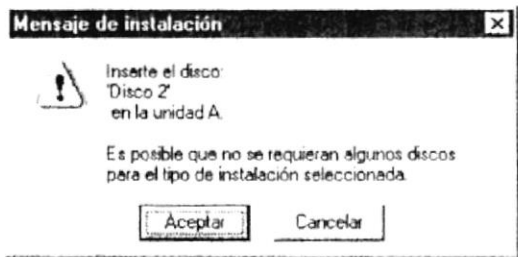 Mensaje de instalación
Inserte el disco:
'Disco 2'
en la unidad A.
Es posible que no se requieran algunos discos
para el tipo de instalación seleccionada.
Aceptar Cancelar